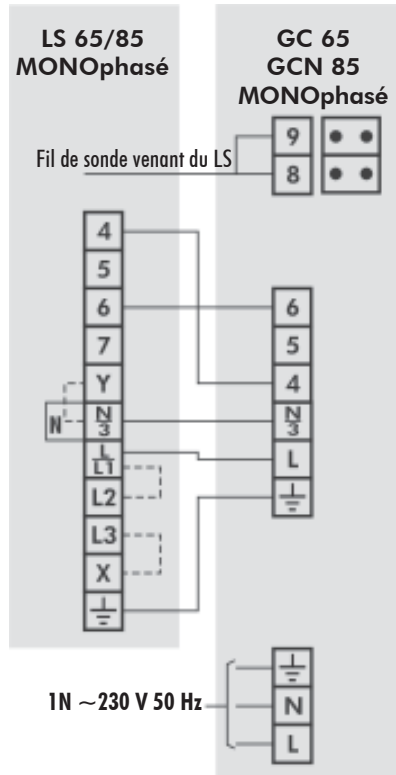 LS 65/85
MONOphasé
GC 65
GCN 85
MONOphasé
Fil de sonde venant du LS
9
8
4
5
6
7
Y
N
N
3
L
L1
L2
L3
X
6
5
4
N
3
L
1N ~230 V 50 Hz
N
L